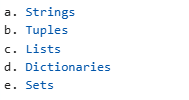 a. Strings
b. Tuples
c. Lists
d. Dictionaries
e. Sets